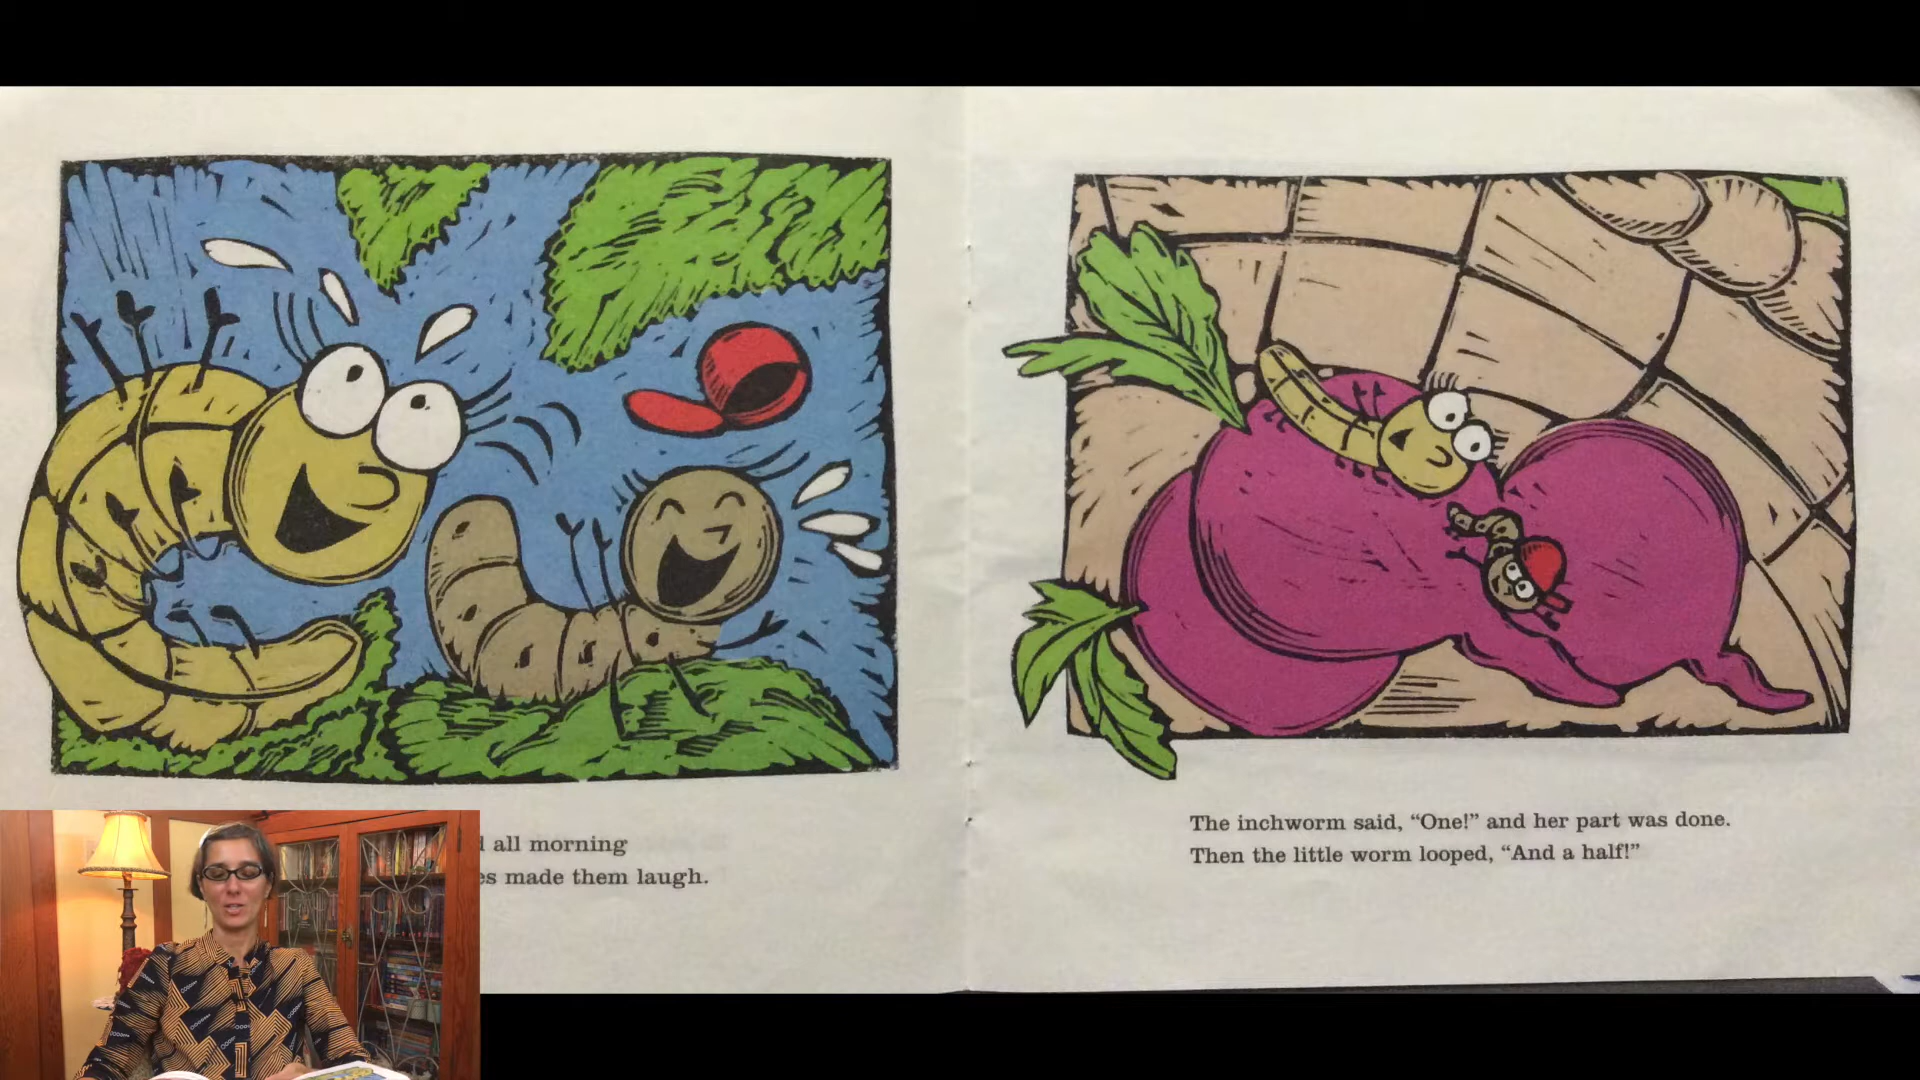 all morning
made them laugh.
The inchworm said, “One!” and her part was done.
Then the little worm looped, “And a half!”